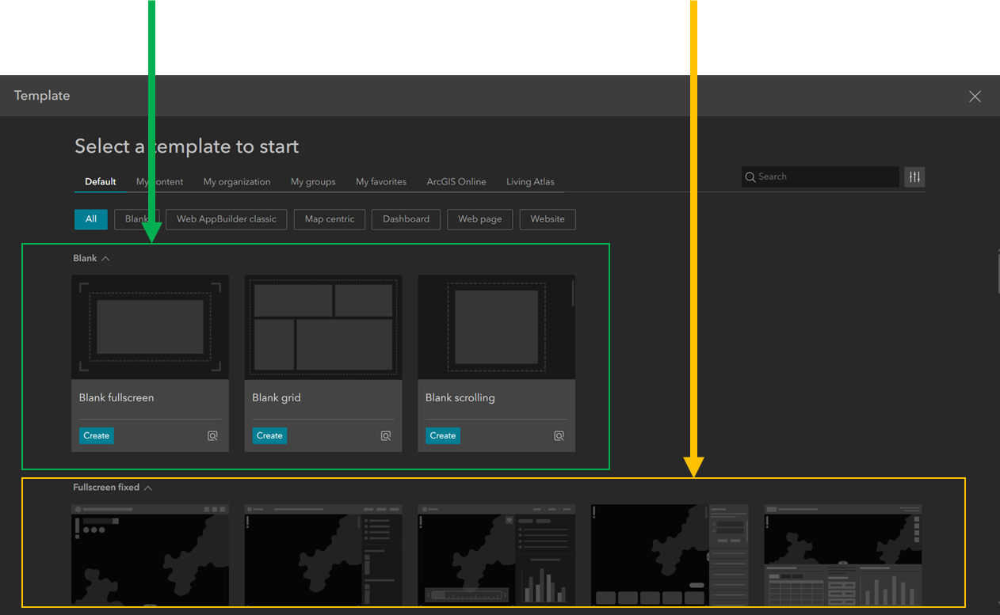 Template
Select a template to start
Default My content My organization My groups My favorites ArcGIS Online Living Atlas
Search
All Blank Web AppBuilder classic Map centric Dashboard Web page Website
Blank
Blank fullscreen Blank grid Blank scrolling
Create Create Create
Fullscreen fixed